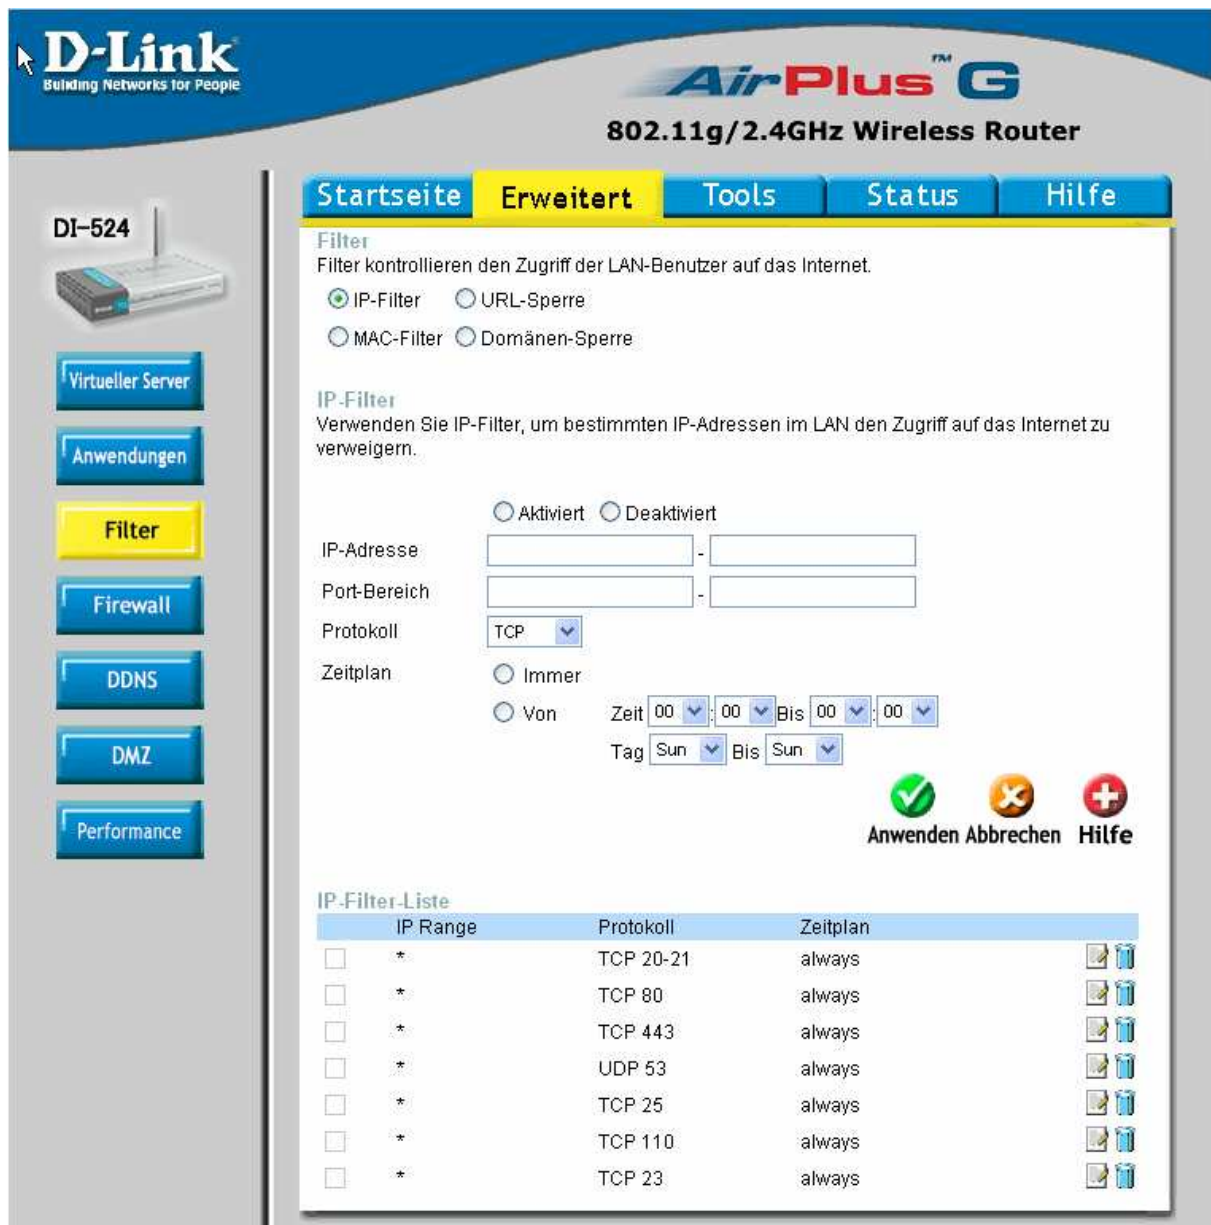 D-Link
Building Networks for People
AirPlus G
TM
802.11g/2.4GHz Wireless Router
DI-524
Startseite Erweitert Tools Status Hilfe
Virtueller Server
Anwendungen
Filter
Firewall
DDNS
DMZ
Performance
Filter
Filter kontrollieren den Zugriff der LAN-Benutzer auf das Internet.
IP-Filter URL-Sperre
MAC-Filter Domänen-Sperre
IP-Filter
Verwenden Sie IP-Filter, um bestimmten IP-Adressen im LAN den Zugriff auf das Internet zu
verweigern.
Aktiviert Deaktiviert
IP-Adresse -
Port-Bereich -
Protokoll TCP
Zeitplan Immer
Von Zeit 00 : 00 Bis 00 : 00
Tag Sun Bis Sun
Anwenden Abbrechen Hilfe
IP-Filter-Liste
IP Range Protokoll Zeitplan
* TCP 20-21 always
* TCP 80 always
* TCP 443 always
* UDP 53 always
* TCP 25 always
* TCP 110 always
* TCP 23 always